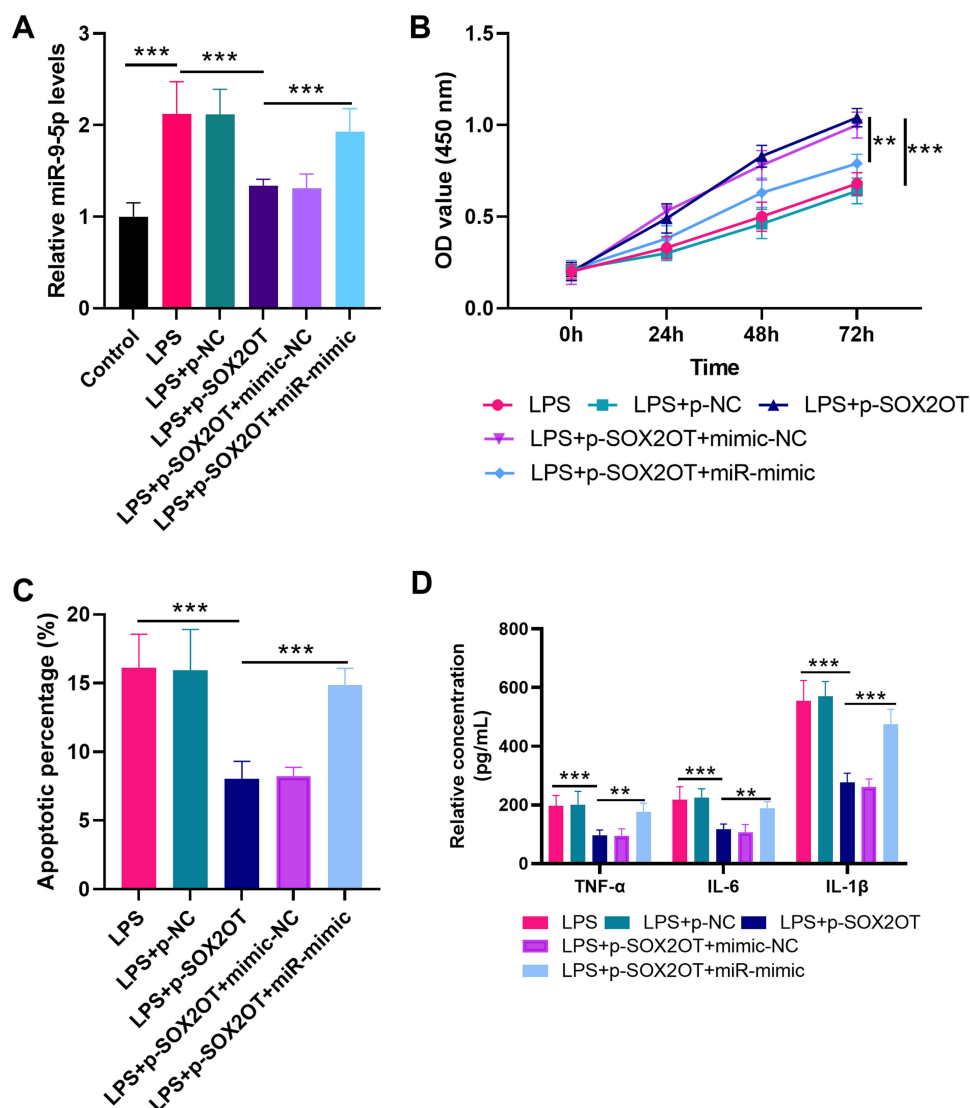 A
Relative miR-9-5p levels
3
2
1
0
***
***
***
Control
LPS
LPS+p-NC
LPS+p-SOX2OT
LPS+p-SOX2OT+mimic-NC
LPS+p-SOX2OT+miR-mimic
B
OD value (450 nm)
1.0
0.5
0.0
**
***
0h 24h 48h 72h
Time
LPS LPS+p-NC LPS+p-SOX2OT
LPS+p-SOX2OT+mimic-NC
LPS+p-SOX2OT+miR-mimic
C
Apoptotic percentage (%)
20
15
10
5
0
***
***
LPS
LPS+p-NC
LPS+p-SOX2OT
LPS+p-SOX2OT+mimic-NC
LPS+p-SOX2OT+miR-mimic
D
Relative concentration
(pg/mL)
800
600
400
200
0
***
**
***
**
***
***
TNF-α IL-6 IL-1β
LPS LPS+p-NC LPS+p-SOX2OT
LPS+p-SOX2OT+mimic-NC
LPS+p-SOX2OT+miR-mimic